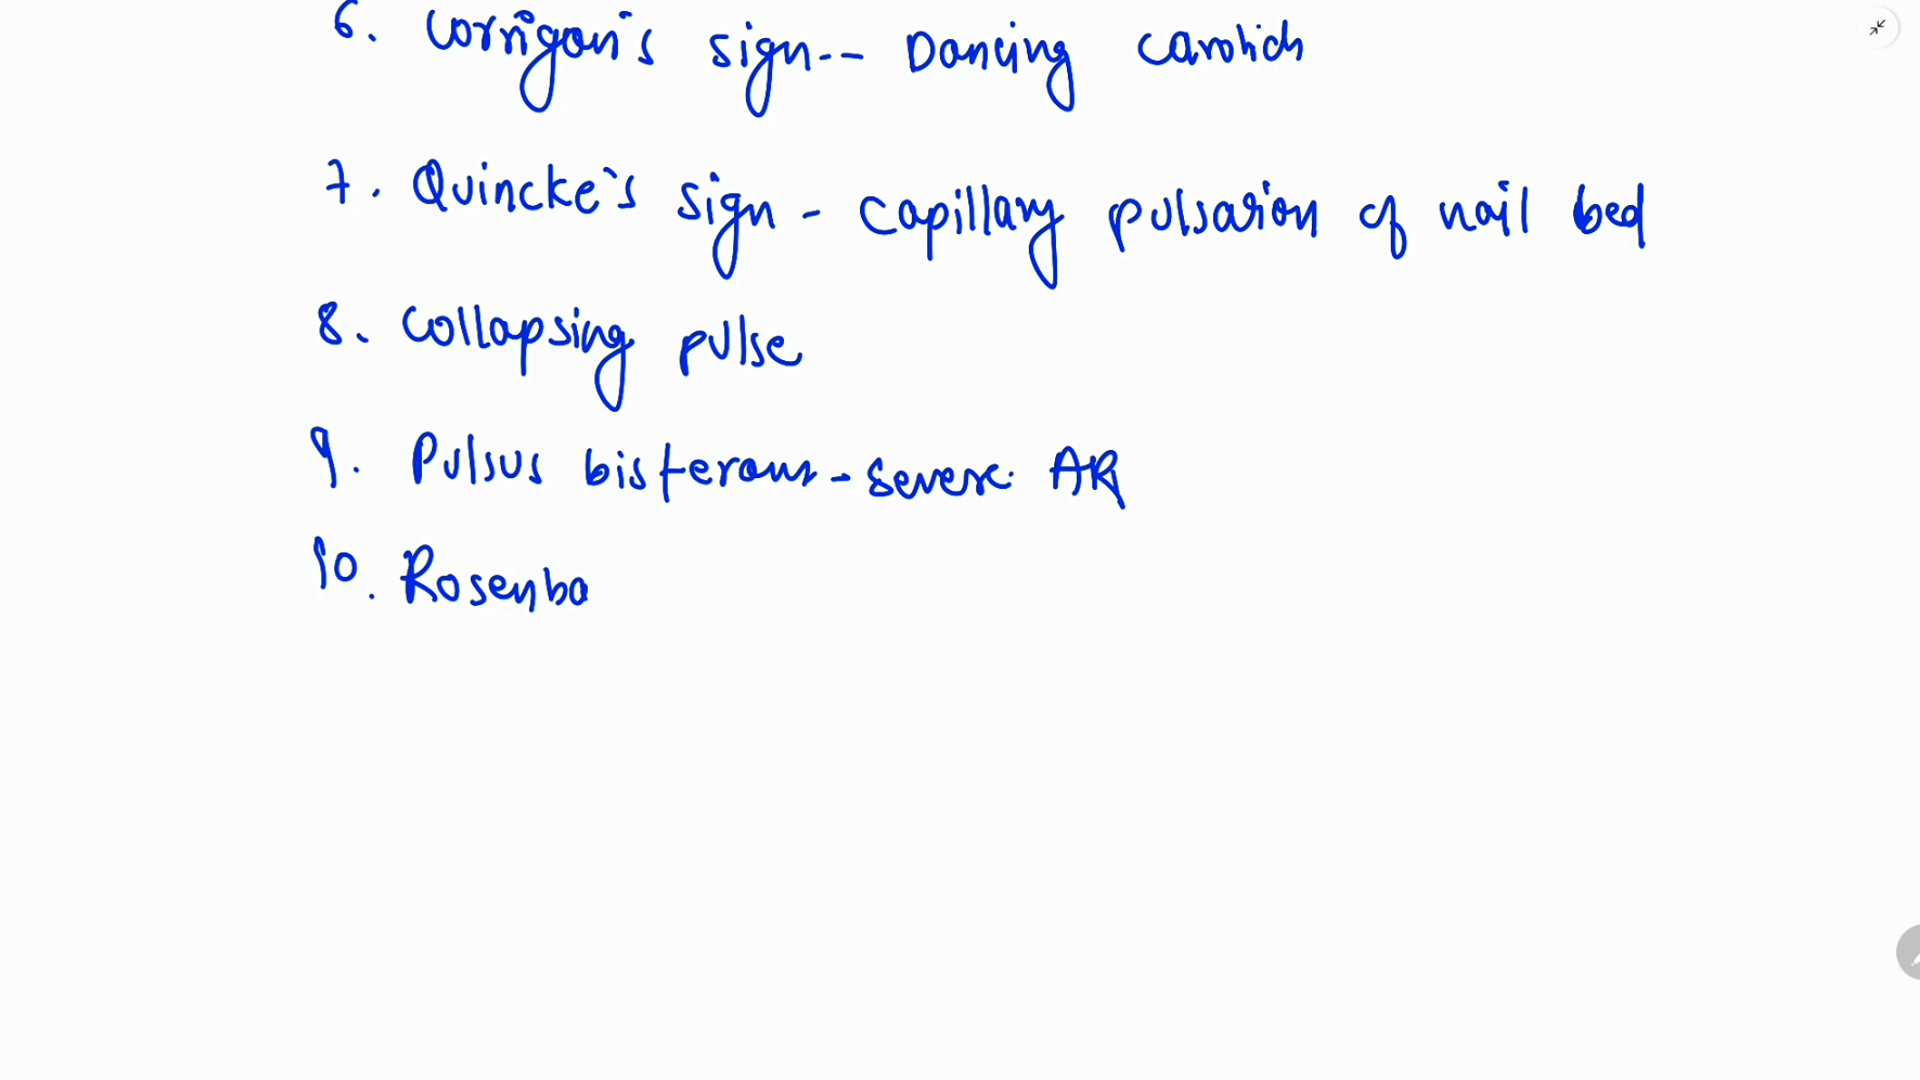 6. Corrigan's sign-- Dancing carotids
7. Quincke's sign - capillary pulsation of nail bed
8. collapsing pulse
9. Pulsus bisferans - severe AR
10. Rosenba